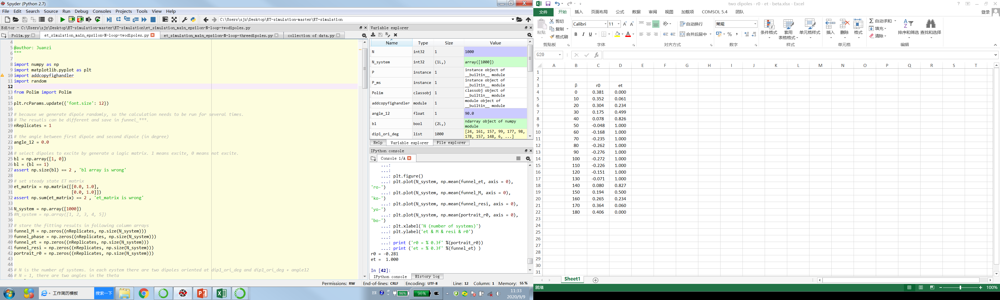 Spyder (Python 2.7)
File Edit Search Source Run Debug Consoles Projects Tools View Help
C:\Users\sjz\Desktop\ET-simulation-master\ET-simulation
Editor - C:\Users\sjz\Desktop\ET-simulation-master\ET-simulation\et_simulation_main_epsilon-N-loop-twodipoles.py
Polim.py et_simulation_main_epsilon-N-loop-twodipoles.py et_simulation_main_epsilon-N-loop-threedipoles.py collection of data.py
4
5 @author: Juanzi
6 """
7
8 import numpy as np
9 import matplotlib.pyplot as plt
10 import addcopyfighandler
11 import random
12
13 from Polim import Polim
14
15 plt.rcParams.update({'font.size': 12})
16
17 # because we generate dipole randomly, so the calculation needs to be run for several times.
18 # The resutls can be different and save in funnel_***.
19 nReplicates = 1
20
21 # the angle between first dipole and second dipole (in degree)
22 angle_12 = 0.0
23
24 # select dipoles to excite by generate a logic matrix. 1 means excite, 0 means not excite.
25 bl = np.array([1, 0])
26 bl = (bl == 1)
27 assert np.size(bl) == 2 , 'bl array is wrong'
28
29 # set steady state ET matrix
30 et_matrix = np.matrix([[0.0, 1.0],
31 [0.0, 1.0]])
32 assert np.sum(et_matrix) == 2 , 'et_matrix is wrong'
33
34 N_system = np.array([1000])
35 #N_system = np.array([1, 2, 3, 4, 5])
36
37 # store the fitting results in following column arrays
38 funnel_M = np.zeros((nReplicates, np.size(N_system)))
39 funnel_phase = np.zeros((nReplicates, np.size(N_system)))
40 funnel_et = np.zeros((nReplicates, np.size(N_system)))
41 funnel_resi = np.zeros((nReplicates, np.size(N_system)))
42 portrait_r0 = np.zeros((nReplicates, np.size(N_system)))
43
44
45 # N is the number of systems. in each eystem there are two dipoles oriented at dip1_ori_deg and dip1_ori_deg + angle12
46 # N = 1, there are two angles in the theta
Variable explorer
Name Type Size Value
N int32 1 1000
N_system int32 (1L,) array([1000])
P instance 1 instance object of __builtin__ module
P_ms instance 1 instance object of __builtin__ module
Polim classobj 1 classobj object of __builtin__ module
addcopyfighandler module 1 module object of __builtin__ module
angle_12 float 1 90.0
bl bool (2L,) ndarray object of numpy module
dip1_ori_deg list 1000 [24, 161, 157, 99, 177, 98, 178, 157, 148, 6, ...]
Help Variable explorer File explorer
IPython console
Console 1/A
...:
...:
...: plt.figure()
...: plt.plot(N_system, np.mean(funnel_et, axis = 0),
'ro-')
...: plt.plot(N_system, np.mean(funnel_M, axis = 0),
'ko-')
...: plt.plot(N_system, np.mean(funnel_resi, axis = 0),
'yo-')
...: plt.plot(N_system, np.mean(portrait_r0, axis = 0),
'bo-')
...: plt.xlabel('N (number of systems)')
...: plt.ylabel('et & M & resi & r0')
...:
...: print ('r0 = % 0.3f' %(portrait_r0))
...: print ('et = % 0.3f' %(funnel_et) )
r0 = -0.281
et = 1.000
In [42]:
IPython console History log
Permissions: RW End-of-lines: CRLF Encoding: UTF-8 Line: 12 Column: 1 Memory: 55 %
工作简历模板 搜索一下
EN 96% 96% 11:33
2020/9/9
two dipoles - r0 - et - beta.xlsx - Excel
文件 开始 插入 页面布局 公式 数据 审阅 视图 加载项 COMSOL 5.4 团队 登录
粘贴 剪切 复制 格式刷 剪贴板
Calibri 11 B I U 字体
自动换行 合并后居中 对齐方式
常规 % 数字
条件格式 套用表格格式 单元格样式 样式
插入 删除 格式 单元格
自动求和 填充 清除 排序和筛选 查找和选择 编辑
G20 fx
A B C D E F G H I J K L M N O P Q R S T
1
2
3 β r0 et
4 0 0.381 0.000
5 10 0.352 0.061
6 20 0.304 0.234
7 30 0.175 0.499
8 40 0.078 0.826
9 50 -0.048 1.000
10 60 -0.168 1.000
11 70 -0.235 1.000
12 80 -0.262 1.000
13 90 -0.276 1.000
14 100 -0.272 1.000
15 110 -0.226 1.000
16 120 -0.151 1.000
17 130 -0.071 1.000
18 140 0.080 0.827
19 150 0.194 0.500
20 160 0.265 0.234
21 170 0.364 0.060
22 180 0.406 0.000
23
24
25
26
27
28
29
30
31
Sheet1
就绪 100%